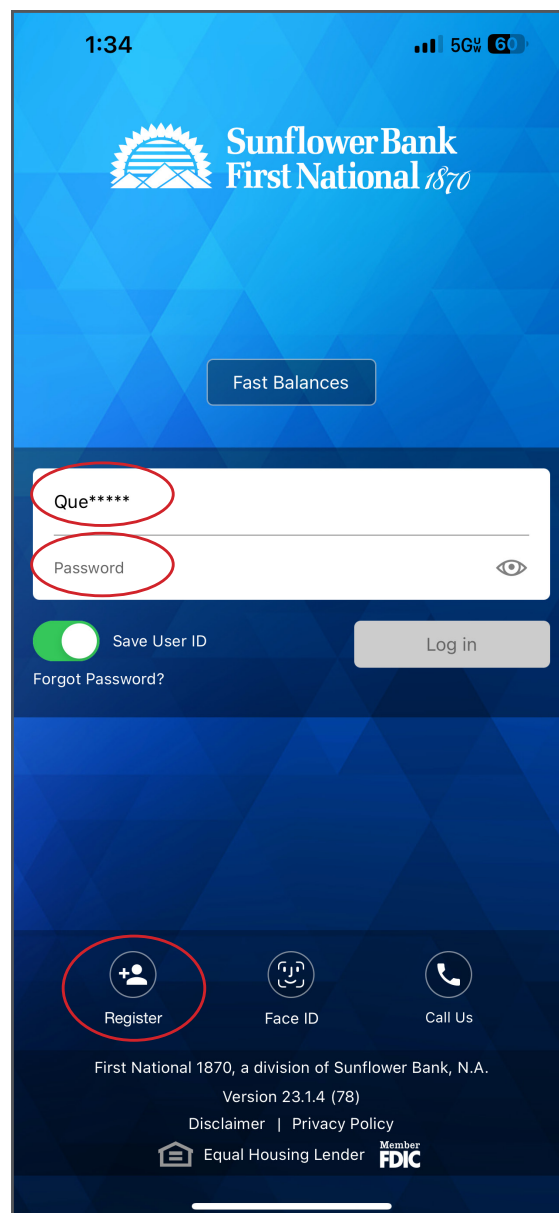 1:34 5G UW 60
Sunflower Bank
First National 1870
Fast Balances
Que*****
Password
Save User ID Log in
Forgot Password?
Register Face ID Call Us
First National 1870, a division of Sunflower Bank, N.A.
Version 23.1.4 (78)
Disclaimer | Privacy Policy
Equal Housing Lender Member FDIC